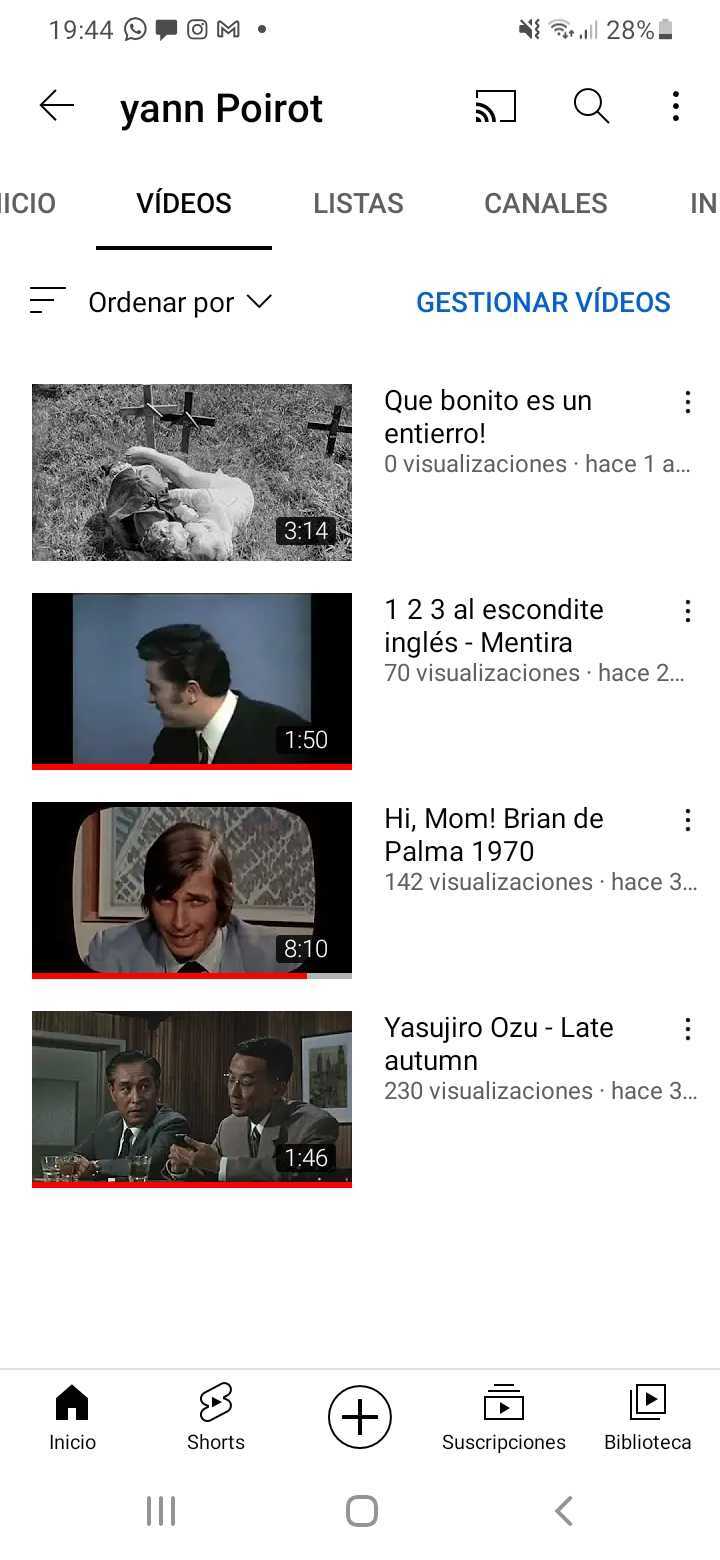 19:44 28%
yann Poirot
ICIO VÍDEOS LISTAS CANALES IN
Ordenar por GESTIONAR VÍDEOS
Que bonito es un
entierro!
0 visualizaciones · hace 1 a...
3:14
1 2 3 al escondite
inglés - Mentira
70 visualizaciones · hace 2...
1:50
Hi, Mom! Brian de
Palma 1970
142 visualizaciones · hace 3...
8:10
Yasujiro Ozu - Late
autumn
230 visualizaciones · hace 3...
1:46
Inicio Shorts Suscripciones Biblioteca